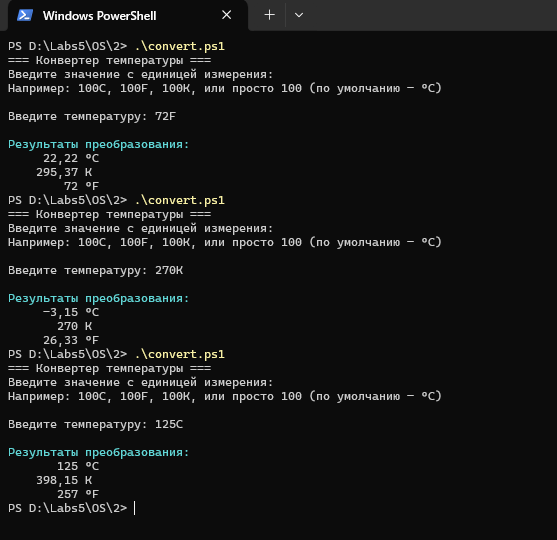 Windows PowerShell
PS D:\Labs5\OS\2> .\convert.ps1
=== Конвертер температуры ===
Введите значение с единицей измерения:
Например: 100C, 100F, 100K, или просто 100 (по умолчанию — °C)
Введите температуру: 72F
Результаты преобразования:
22,22 °C
295,37 K
72 °F
PS D:\Labs5\OS\2> .\convert.ps1
=== Конвертер температуры ===
Введите значение с единицей измерения:
Например: 100C, 100F, 100K, или просто 100 (по умолчанию — °C)
Введите температуру: 270K
Результаты преобразования:
-3,15 °C
270 K
26,33 °F
PS D:\Labs5\OS\2> .\convert.ps1
=== Конвертер температуры ===
Введите значение с единицей измерения:
Например: 100C, 100F, 100K, или просто 100 (по умолчанию — °C)
Введите температуру: 125C
Результаты преобразования:
125 °C
398,15 K
257 °F
PS D:\Labs5\OS\2>